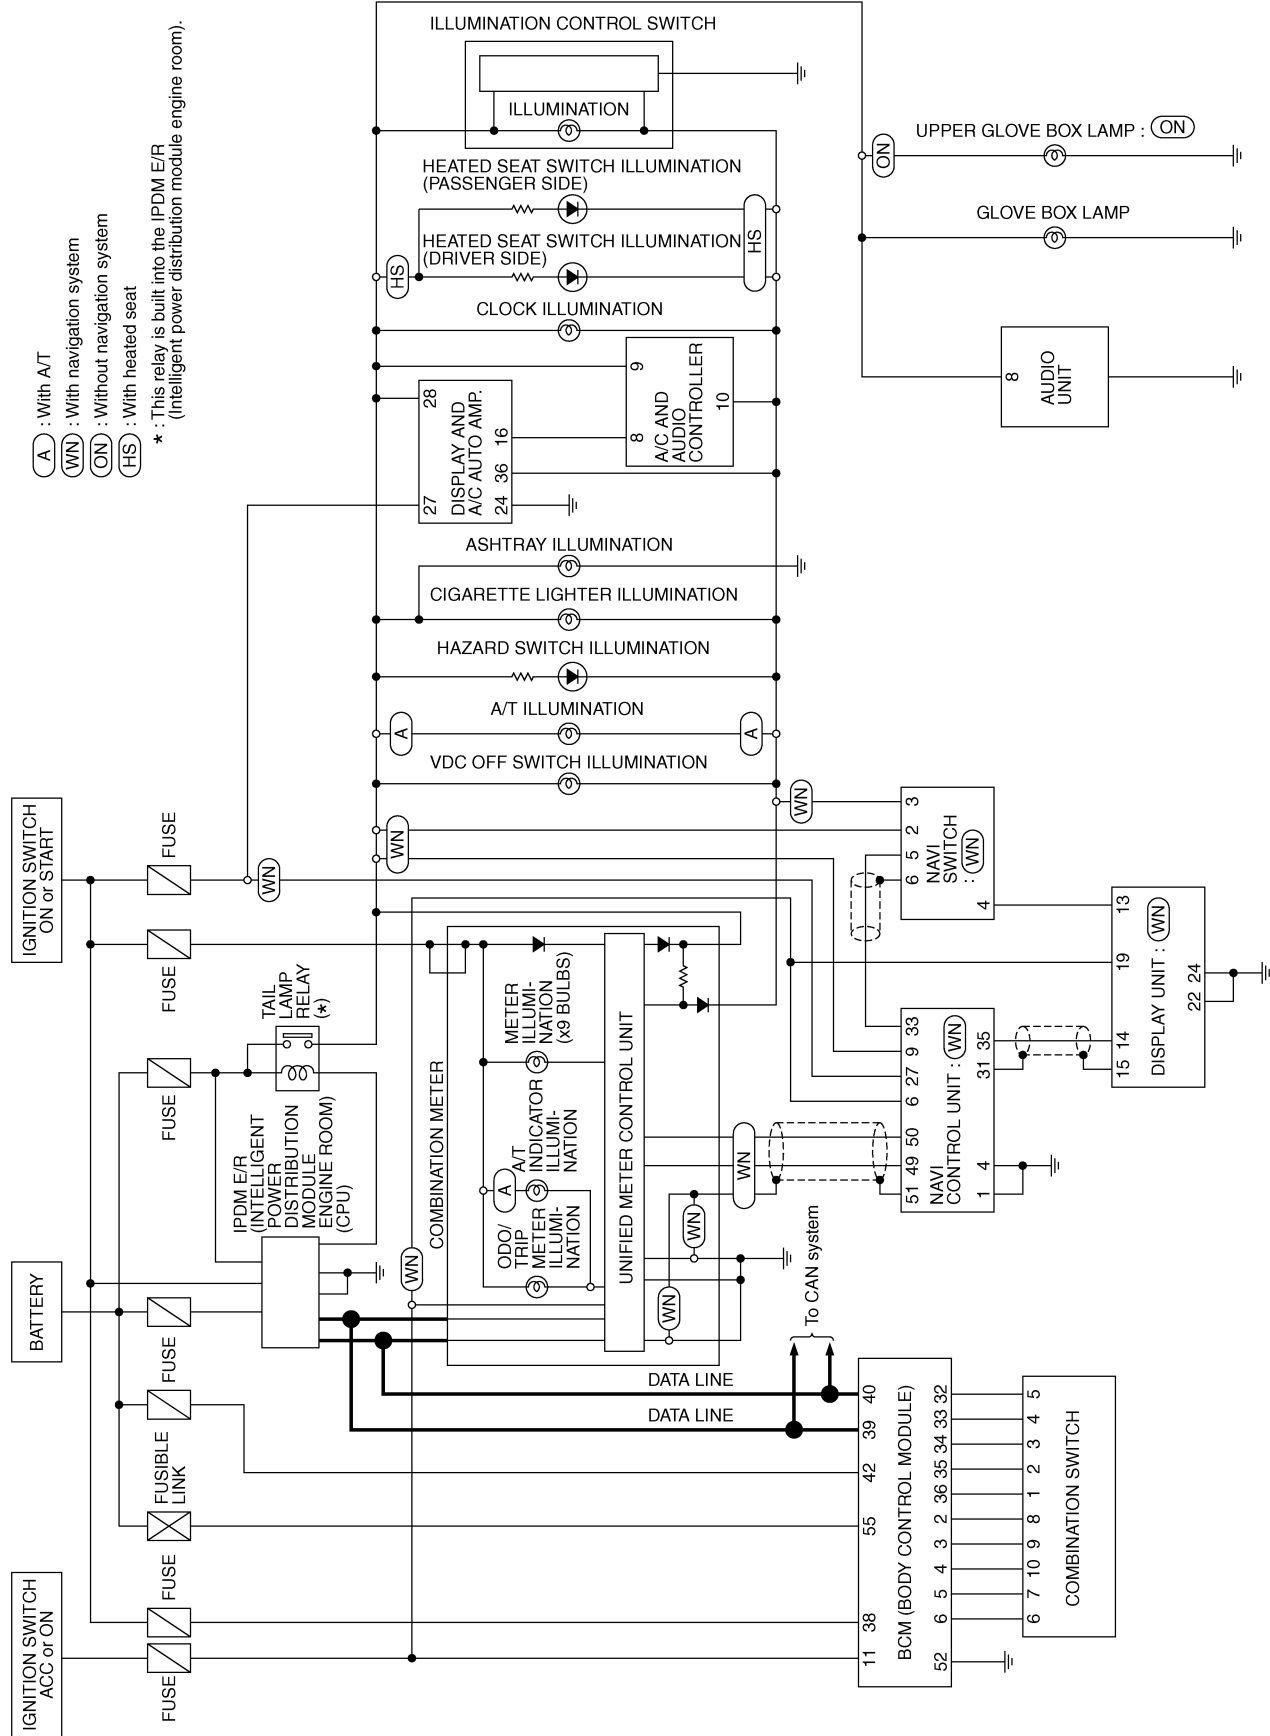 ILLUMINATION CONTROL SWITCH
ILLUMINATION
HEATED SEAT SWITCH ILLUMINATION
(PASSENGER SIDE)
HEATED SEAT SWITCH ILLUMINATION
(DRIVER SIDE)
HS
HS
CLOCK ILLUMINATION
UPPER GLOVE BOX LAMP : ON
ON
GLOVE BOX LAMP
8
AUDIO
UNIT
A : With A/T
WN : With navigation system
ON : Without navigation system
HS : With heated seat
* : This relay is built into the IPDM E/R
(Intelligent power distribution module engine room).
28
27
DISPLAY AND
A/C AUTO AMP.
16
36
24
9
8
A/C AND
AUDIO
CONTROLLER
10
ASHTRAY ILLUMINATION
CIGARETTE LIGHTER ILLUMINATION
HAZARD SWITCH ILLUMINATION
A/T ILLUMINATION
A
A
VDC OFF SWITCH ILLUMINATION
WN
WN
IGNITION SWITCH
ON or START
FUSE
WN
FUSE
TAIL
LAMP
RELAY
(*)
FUSE
IPDM E/R
(INTELLIGENT
POWER
DISTRIBUTION
MODULE
ENGINE ROOM)
(CPU)
BATTERY
FUSE
FUSIBLE
LINK
FUSE
IGNITION SWITCH
ACC or ON
FUSE
COMBINATION METER
METER
ILLUMI-
NATION
(x9 BULBS)
A/T
INDICATOR
ILLUMI-
NATION
A
ODO/
TRIP
METER
ILLUMI-
NATION
UNIFIED METER CONTROL UNIT
WN
WN
WN
WN
3
2
5
6
NAVI
SWITCH
: WN
4
13
19
14
15
DISPLAY UNIT : WN
24
22
33
9
27
6
50
49
51
NAVI
CONTROL UNIT : WN
35
31
4
1
To CAN system
DATA LINE
DATA LINE
40
39
42
55
38
11
BCM (BODY CONTROL MODULE)
32
33
34
35
36
2
3
4
5
6
52
5
4
3
2
1
8
9
10
7
6
COMBINATION SWITCH